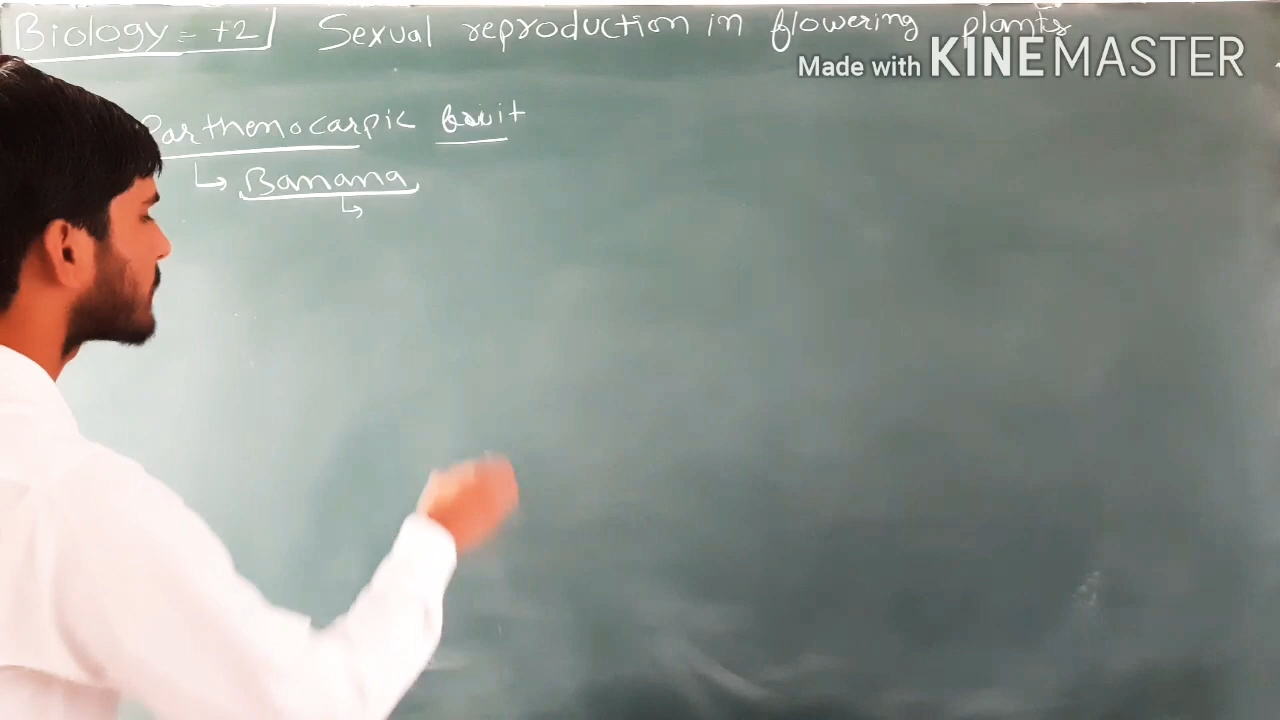 Biology = +2 Sexual reproduction in flowering plants
Made with KINEMASTER
Parthenocarpic fruit
↳ Banana
↳